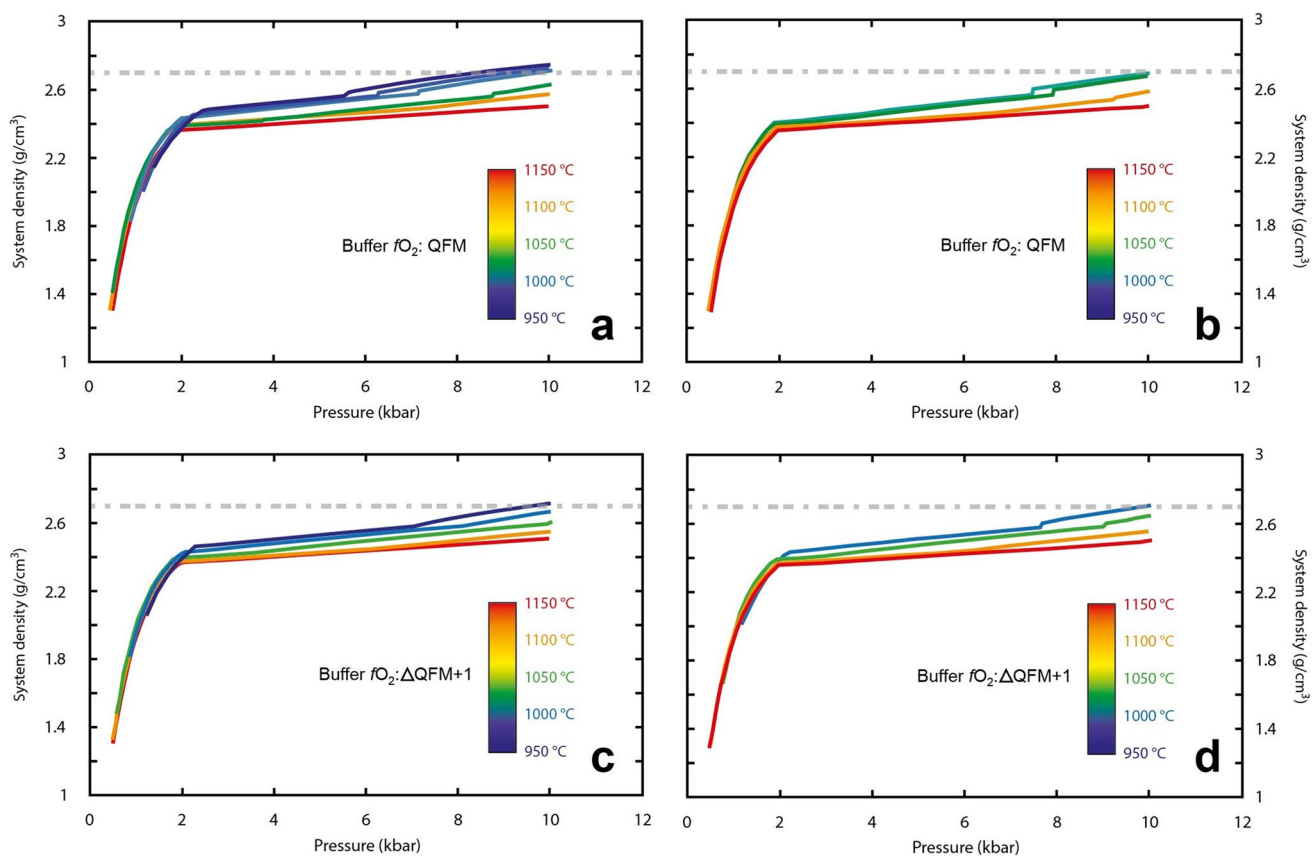 3
2.6
2.2
1.8
1.4
1
System density (g/cm³)
0 2 4 6 8 10 12
Pressure (kbar)
Buffer fO₂: QFM
1150 °C
1100 °C
1050 °C
1000 °C
950 °C
a
3
2.6
2.2
1.8
1.4
1
System density (g/cm³)
0 2 4 6 8 10 12
Pressure (kbar)
Buffer fO₂: QFM
1150 °C
1100 °C
1050 °C
1000 °C
950 °C
b
3
2.6
2.2
1.8
1.4
1
System density (g/cm³)
0 2 4 6 8 10 12
Pressure (kbar)
Buffer fO₂:ΔQFM+1
1150 °C
1100 °C
1050 °C
1000 °C
950 °C
c
3
2.6
2.2
1.8
1.4
1
System density (g/cm³)
0 2 4 6 8 10 12
Pressure (kbar)
Buffer fO₂:ΔQFM+1
1150 °C
1100 °C
1050 °C
1000 °C
950 °C
d